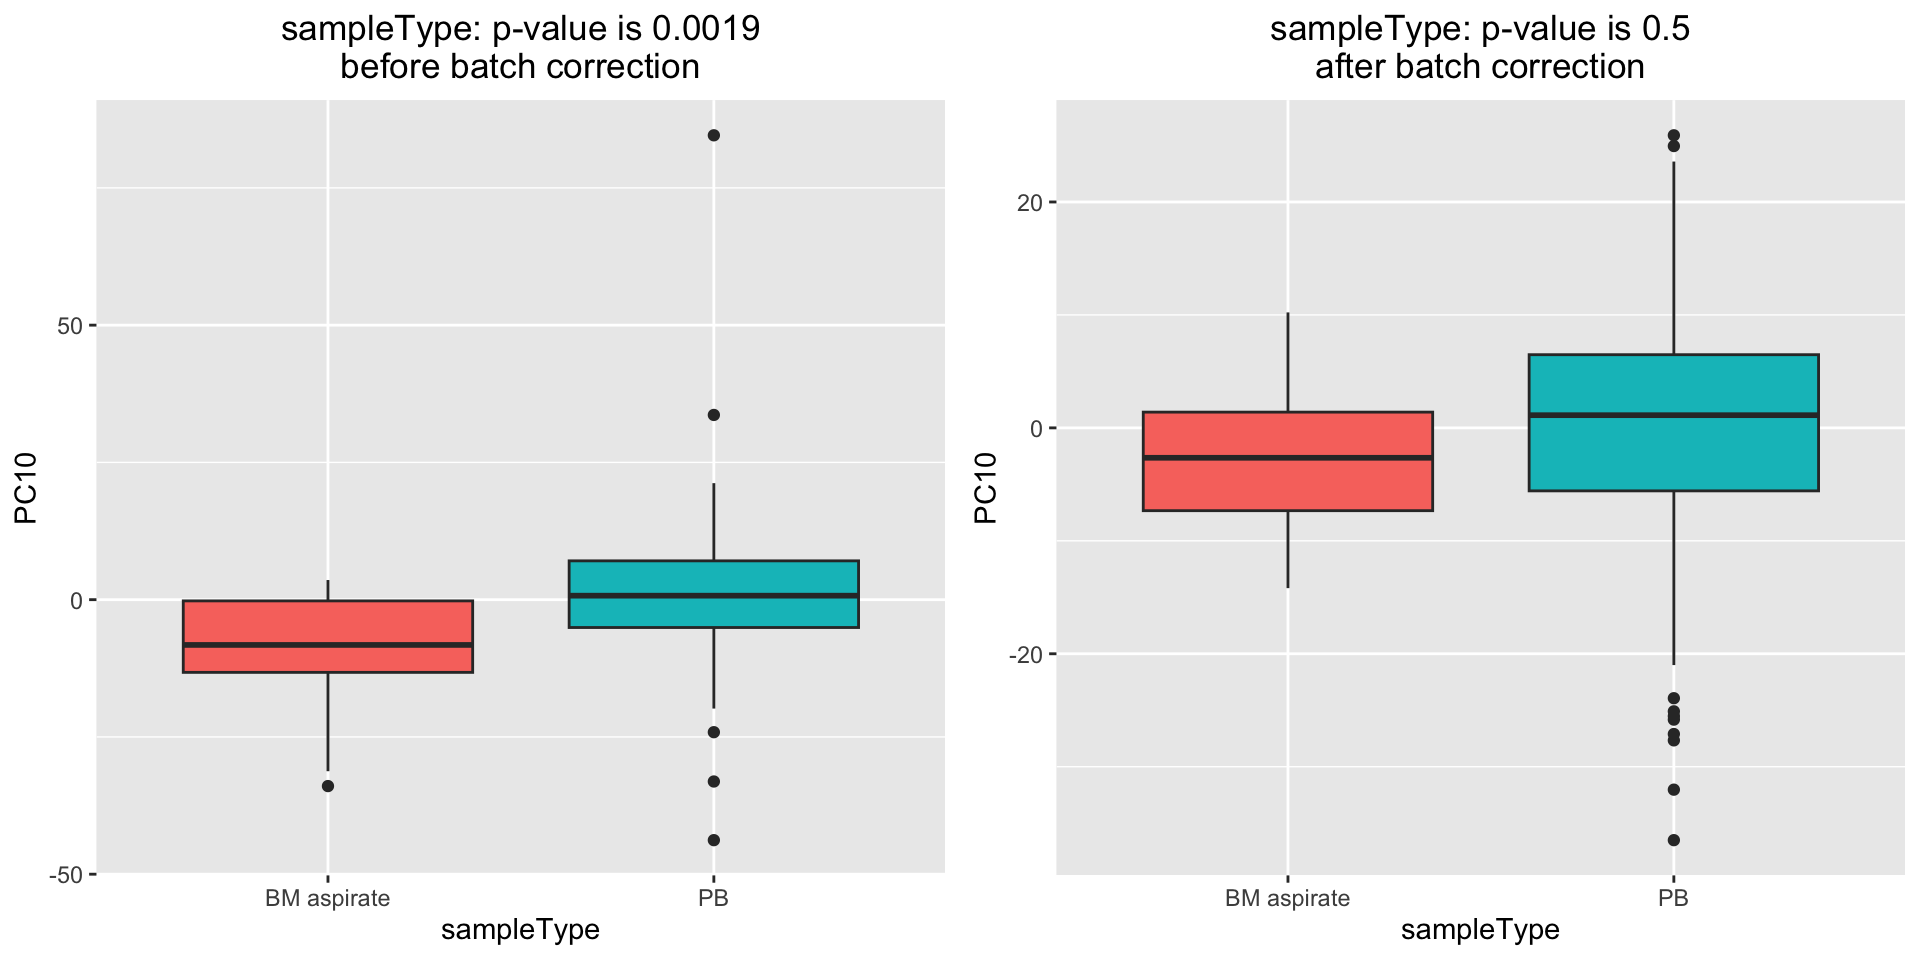 sampleType: p-value is 0.0019
before batch correction
PC10
50
0
-50
BM aspirate
PB
sampleType
sampleType: p-value is 0.5
after batch correction
PC10
20
0
-20
BM aspirate
PB
sampleType